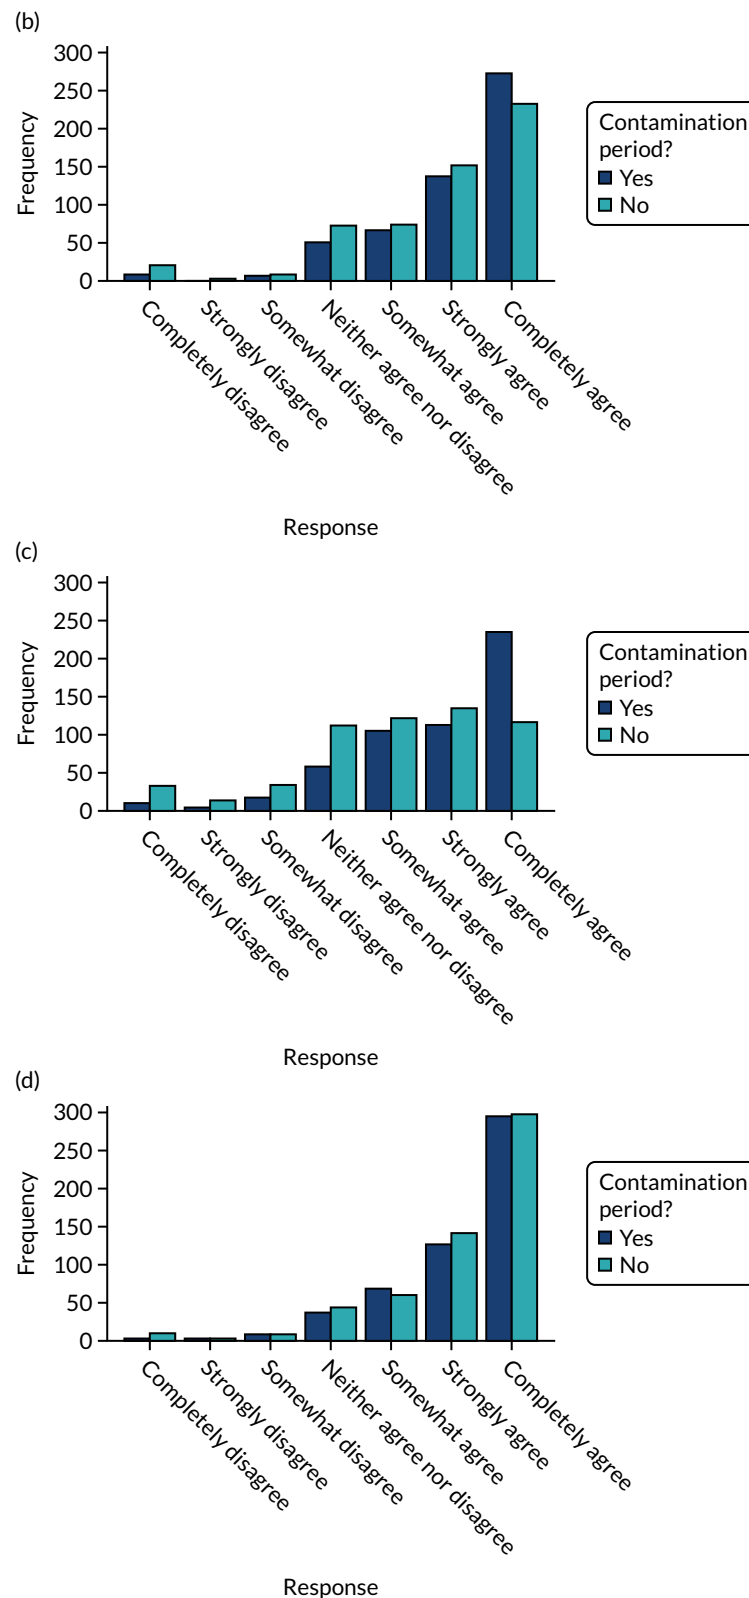 (b)
300
250
200
150
100
50
0
Frequency
Contamination
period?
Yes
No
Completely disagree
Strongly disagree
Somewhat disagree
Neither agree nor disagree
Somewhat agree
Strongly agree
Completely agree
Response
(c)
300
250
200
150
100
50
0
Frequency
Contamination
period?
Yes
No
Completely disagree
Strongly disagree
Somewhat disagree
Neither agree nor disagree
Somewhat agree
Strongly agree
Completely agree
Response
(d)
300
250
200
150
100
50
0
Frequency
Contamination
period?
Yes
No
Completely disagree
Strongly disagree
Somewhat disagree
Neither agree nor disagree
Somewhat agree
Strongly agree
Completely agree
Response